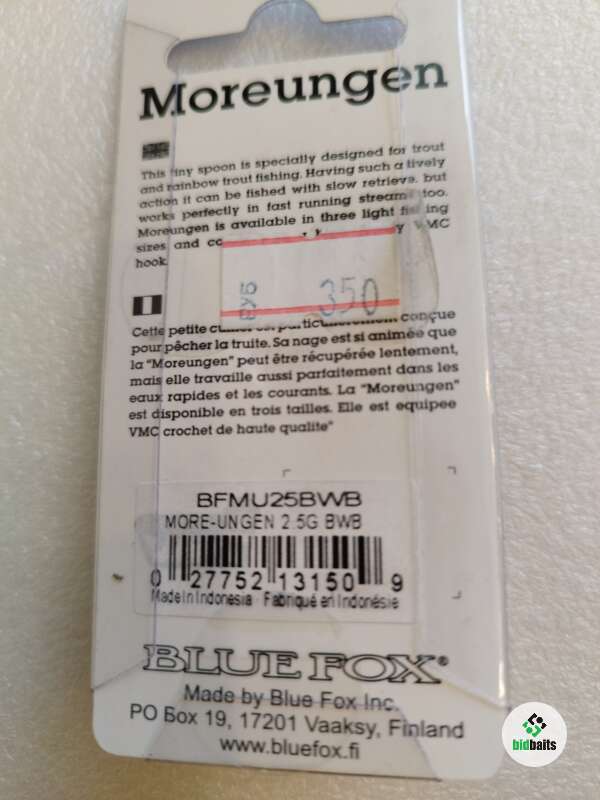 Moreungen
This tiny spoon is specially designed for trout
and rainbow trout fishing. Having such a lively
action it can be fished with slow retrieve, but
works perfectly in fast running stream too.
Moreungen is available in three light fishing
sizes and VMC
hook.
350
Cette petite conçue
pour pêcher la truite. Sa nage est si animée que
la "Moreungen" peut être récupérée lentement,
mais elle travaille aussi parfaitement dans les
eaux rapides et les courants. La "Moreungen"
est disponible en trois tailles. Elle est equipee
VMC crochet de haute qualite"
BFMU25BWB
MORE-UNGEN 2.5G BWB
0 27752 13150 9
Made in Indonesia · Fabriqué en Indonésie
BLUE FOX®
Made by Blue Fox Inc.
PO Box 19, 17201 Vaaksy, Finland
www.bluefox.fi
bidbaits